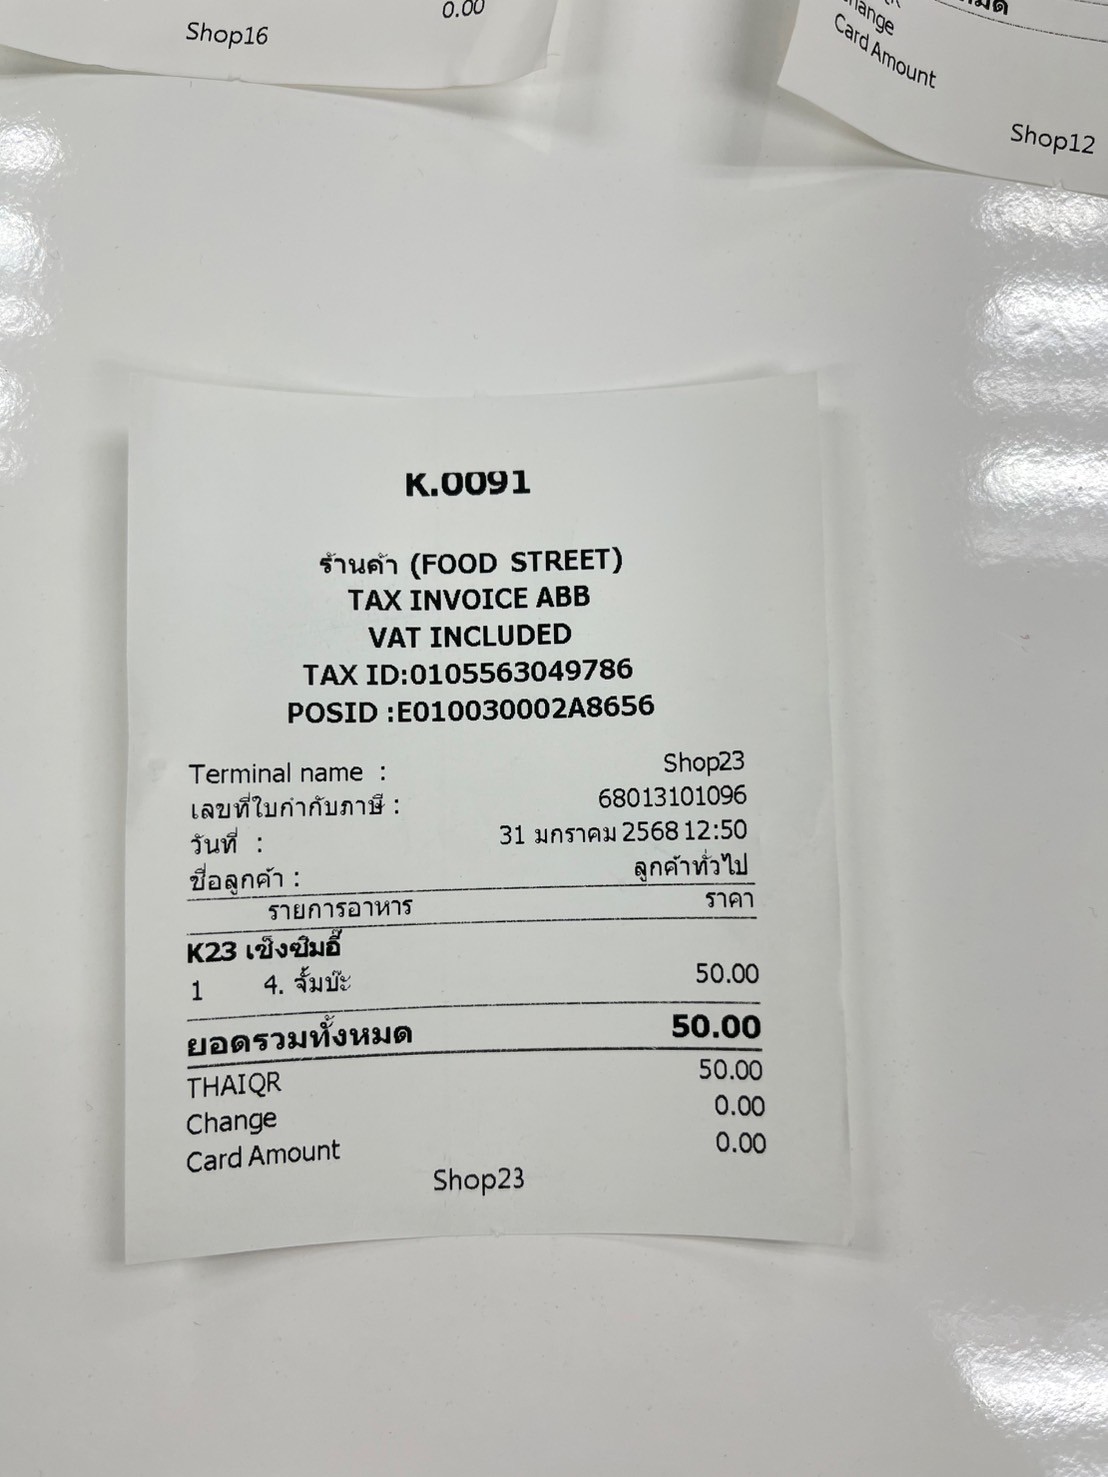 0.00
Shop16
Change
Card Amount
Shop12
K.0091
ร้านค้า (FOOD STREET)
TAX INVOICE ABB
VAT INCLUDED
TAX ID:0105563049786
POSID :E010030002A8656
Terminal name : Shop23
เลขที่ใบกำกับภาษี : 68013101096
วันที่ : 31 มกราคม 2568 12:50
ชื่อลูกค้า : ลูกค้าทั่วไป
รายการอาหาร ราคา
K23 เซ็งซิมอี๊
1 4. จั้มบ๊ะ 50.00
ยอดรวมทั้งหมด 50.00
THAIQR 50.00
Change 0.00
Card Amount 0.00
Shop23